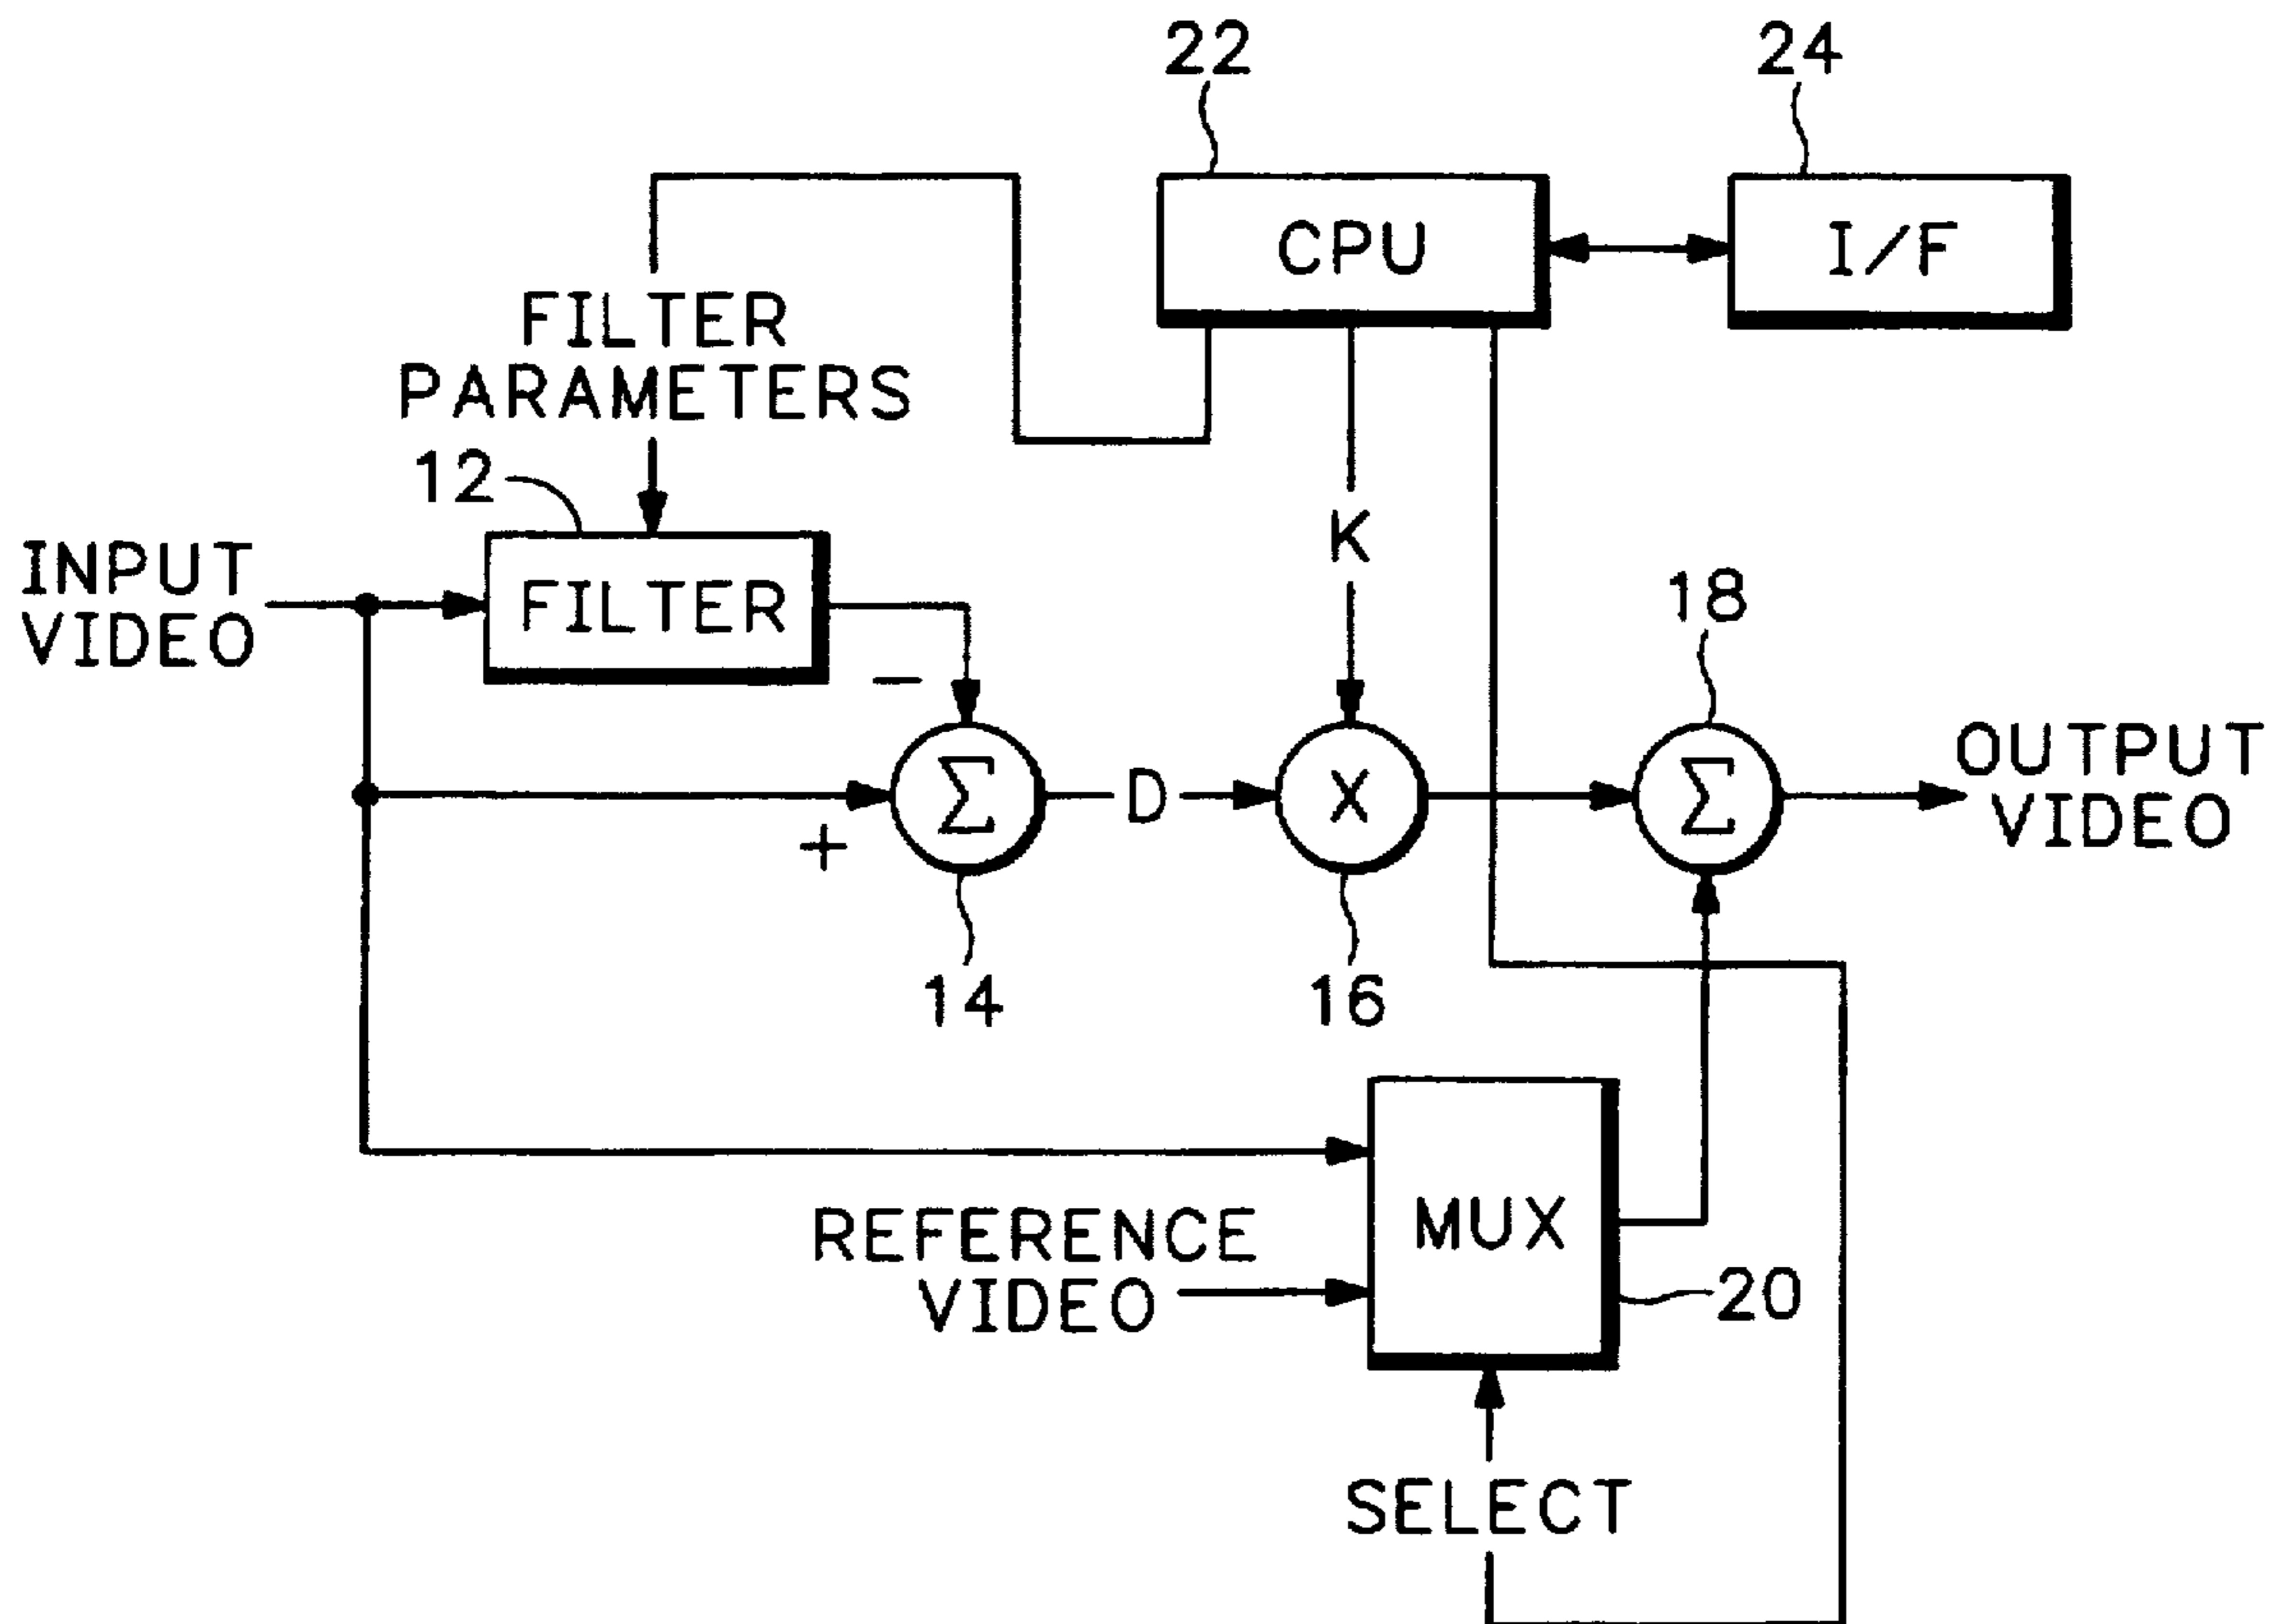 22
24
CPU
I/F
FILTER
PARAMETERS
12
K
INPUT
VIDEO
FILTER
18
−
Σ
D
X
Σ
OUTPUT
VIDEO
+
14
16
REFERENCE
VIDEO
MUX
20
SELECT